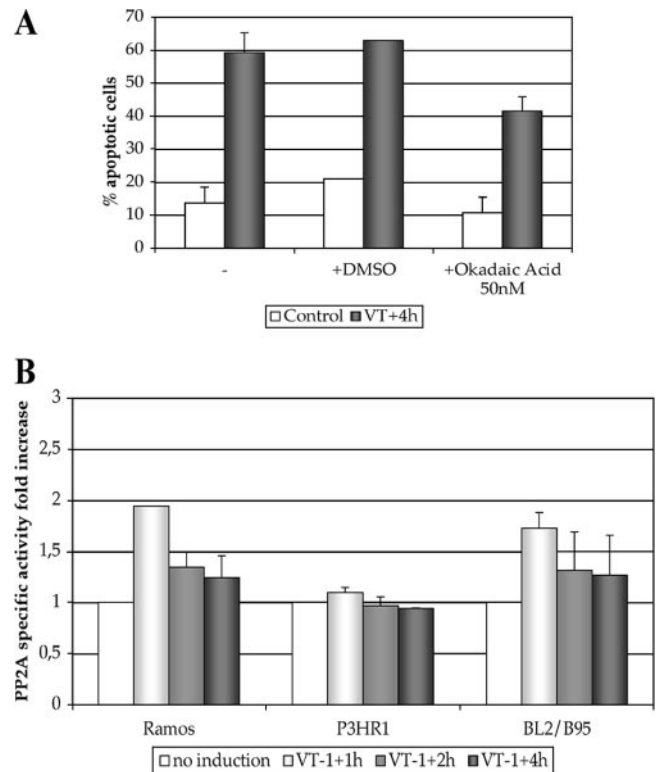 A
70
60
50
40
30
20
10
0
% apoptotic cells
-
+DMSO
+Okadaic Acid
50nM
Control
VT+4h
B
3
2,5
2
1,5
1
0,5
0
PP2A specific activity fold increase
Ramos
P3HR1
BL2/B95
no induction
VT-1+1h
VT-1+2h
VT-1+4h